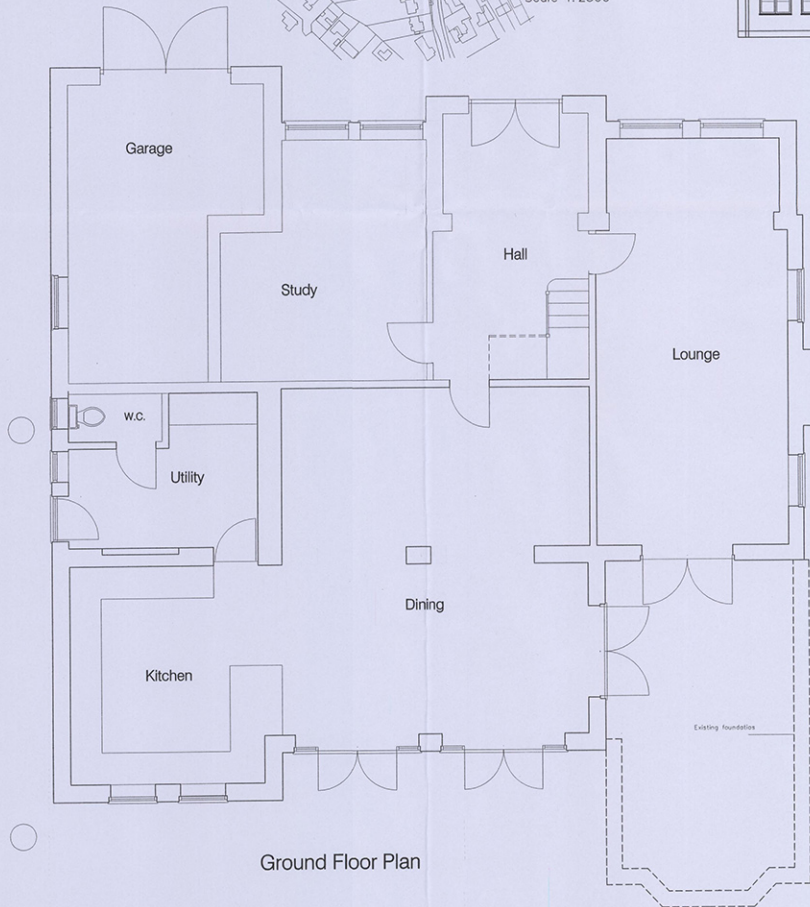 Garage
Hall
Study
Lounge
w.c.
Utility
Dining
Kitchen
Existing foundation
Ground Floor Plan